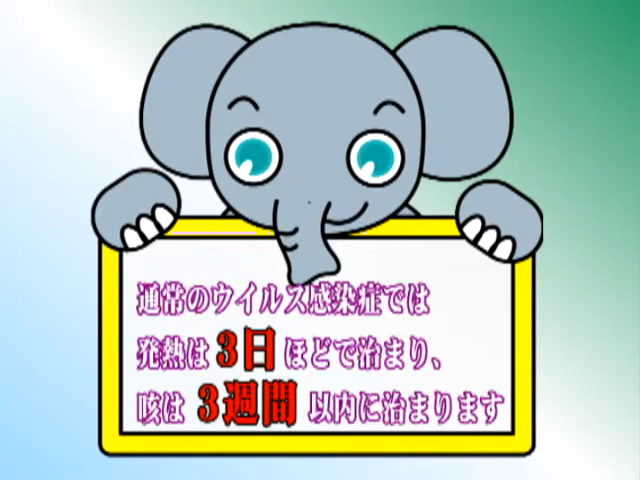 通常のウイルス感染症では
発熱は3日ほどで治まり、
咳は3週間以内に治まります